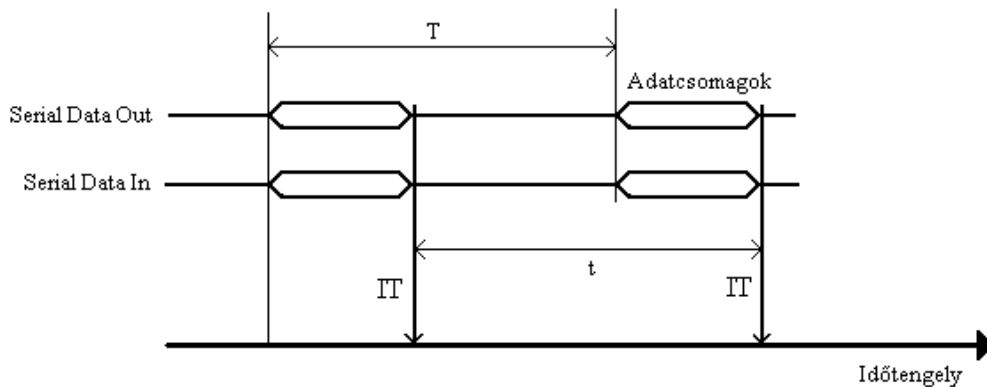 T
Adatcsomagok
Serial Data Out
Serial Data In
t
IT
IT
Időtengely